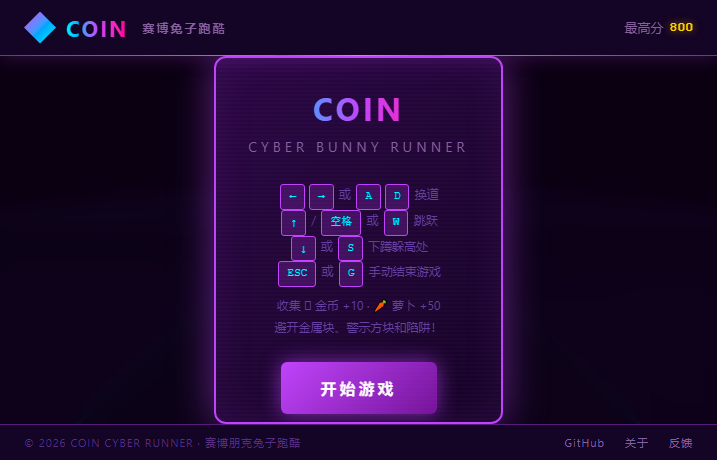 COIN 赛博兔子跑酷 最高分 800
COIN
CYBER BUNNY RUNNER
← → 或 A D 换道
↑ / 空格 或 W 跳跃
↓ 或 S 下蹲躲高处
ESC 或 G 手动结束游戏
收集 金币 +10 · 🥕 萝卜 +50
避开金属块、警示方块和陷阱!
开始游戏
© 2026 COIN CYBER RUNNER · 赛博朋克兔子跑酷 GitHub 关于 反馈